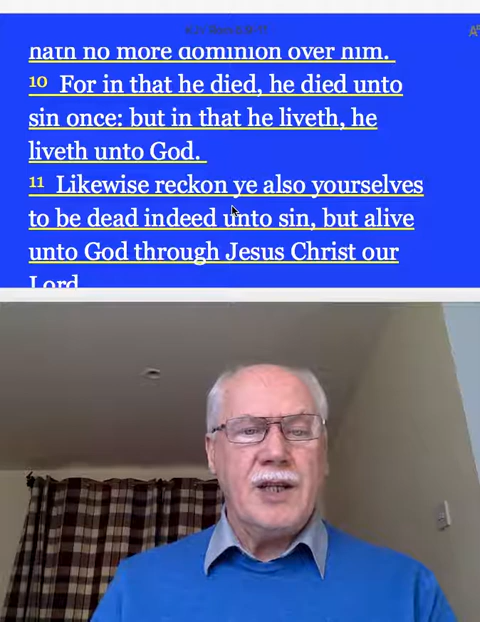 hath no more dominion over him.
10 For in that he died, he died unto
sin once: but in that he liveth, he
liveth unto God.
11 Likewise reckon ye also yourselves
to be dead indeed unto sin, but alive
unto God through Jesus Christ our
Lord